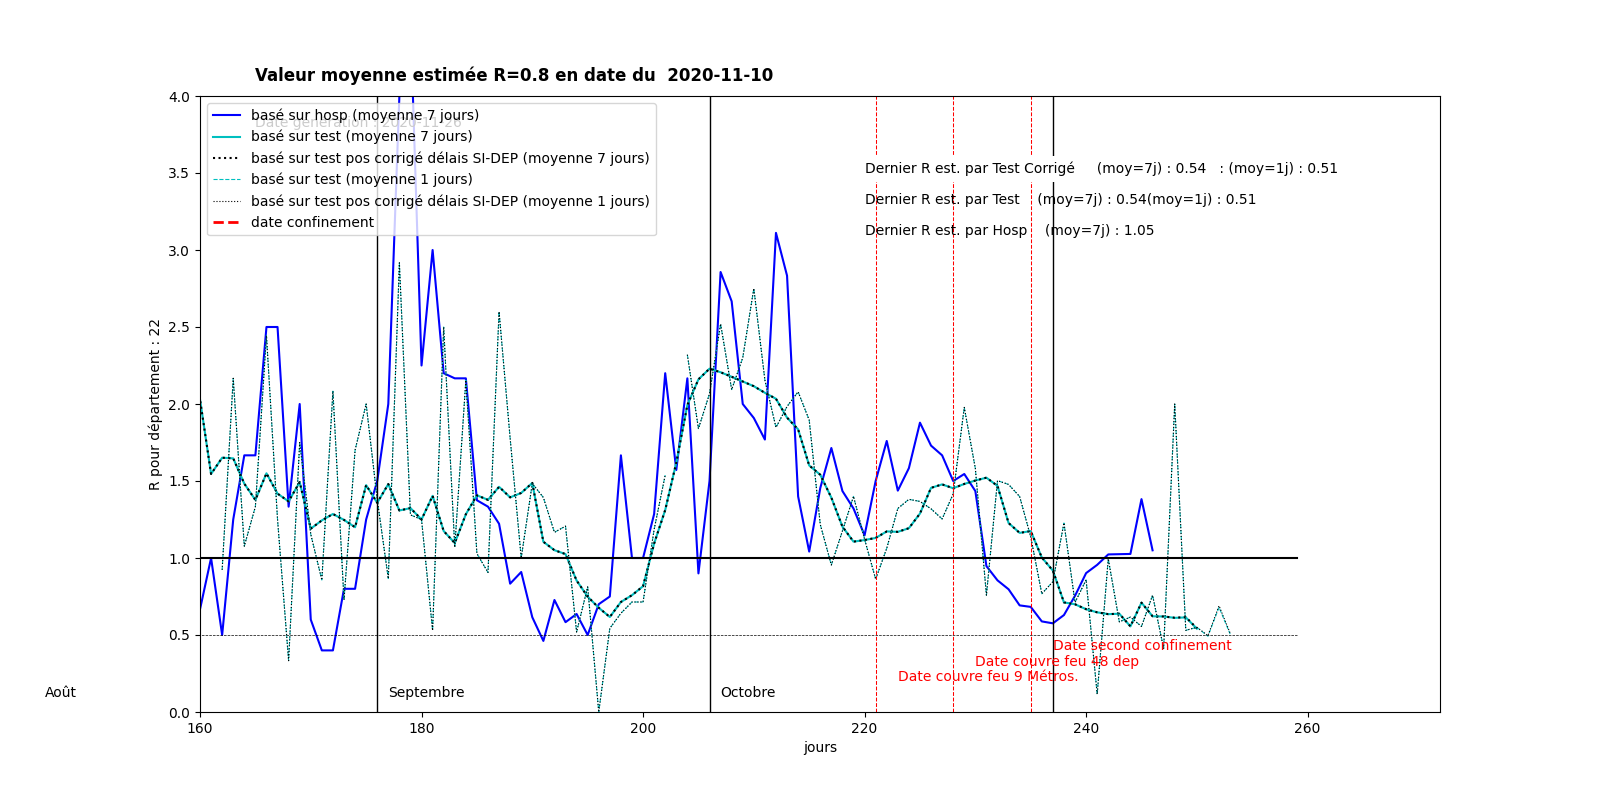 Valeur moyenne estimée R=0.8 en date du  2020-11-10
Date génération : 2020-11-26
basé sur hosp (moyenne 7 jours)
basé sur test (moyenne 7 jours)
basé sur test pos corrigé délais SI-DEP (moyenne 7 jours)
basé sur test (moyenne 1 jours)
basé sur test pos corrigé délais SI-DEP (moyenne 1 jours)
date confinement
Dernier R est. par Test Corrigé     (moy=7j) : 0.54   : (moy=1j) : 0.51
Dernier R est. par Test    (moy=7j) : 0.54(moy=1j) : 0.51
Dernier R est. par Hosp    (moy=7j) : 1.05
4.0
3.5
3.0
2.5
2.0
1.5
1.0
0.5
0.0
R pour département : 22
Date second confinement
Date couvre feu 48 dep
Date couvre feu 9 Métros.
Août
Septembre
Octobre
160 180 200 220 240 260
jours